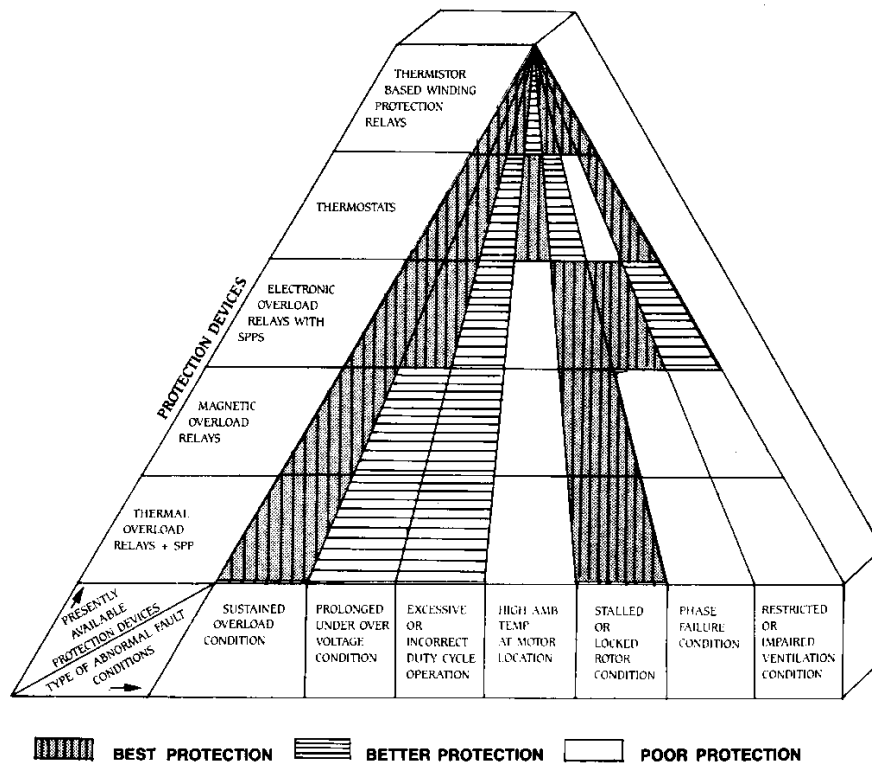 THERMISTOR
BASED WINDING
PROTECTION
RELAYS
THERMOSTATS
ELECTRONIC
OVERLOAD
RELAYS WITH
SPPS
MAGNETIC
OVERLOAD
RELAYS
THERMAL
OVERLOAD
RELAYS + SPP
PROTECTION DEVICES
PRESENTLY
AVAILABLE
PROTECTION DEVICES
TYPE OF ABNORMAL FAULT
CONDITIONS
SUSTAINED
OVERLOAD
CONDITION
PROLONGED
UNDER OVER
VOLTAGE
CONDITION
EXCESSIVE
OR
INCORRECT
DUTY CYCLE
OPERATION
HIGH AMB
TEMP
AT MOTOR
LOCATION
STALLED
OR
LOCKED
ROTOR
CONDITION
PHASE
FAILURE
CONDITION
RESTRICTED
OR
IMPAIRED
VENTILATION
CONDITION
BEST PROTECTION
BETTER PROTECTION
POOR PROTECTION